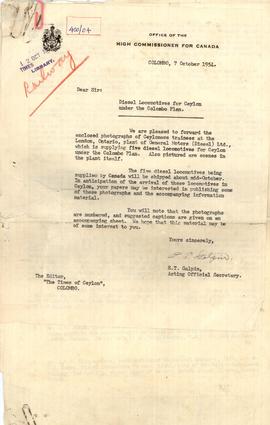 400/04
OFFICE OF THE
HIGH COMMISSIONER FOR CANADA
12 OCT
TIMES
LIBRARY.
Railway
COLOMBO, 7 October 1954.
Dear Sir:
Diesel Locomotives for Ceylon
under the Colombo Plan.
We are pleased to forward the
enclosed photographs of Ceylonese trainees at the
London, Ontario, plant of General Motors (Diesel) Ltd.,
which is supplying five diesel locomotives for Ceylon
under the Colombo Plan. Also pictured are scenes in
the plant itself.
The five diesel locomotives being
supplied by Canada will be shipped about mid-October.
In anticipation of the arrival of these locomotives in
Ceylon, your papers may be interested in publishing some
of these photographs and the accompanying information
material.
You will note that the photographs
are numbered, and suggested captions are given on an
accompanying sheet. We hope that this material may be
of some interest to you.
Yours sincerely,
R.T. Galpin,
Acting Official Secretary.
The Editor,
"The Times of Ceylon",
COLOMBO.